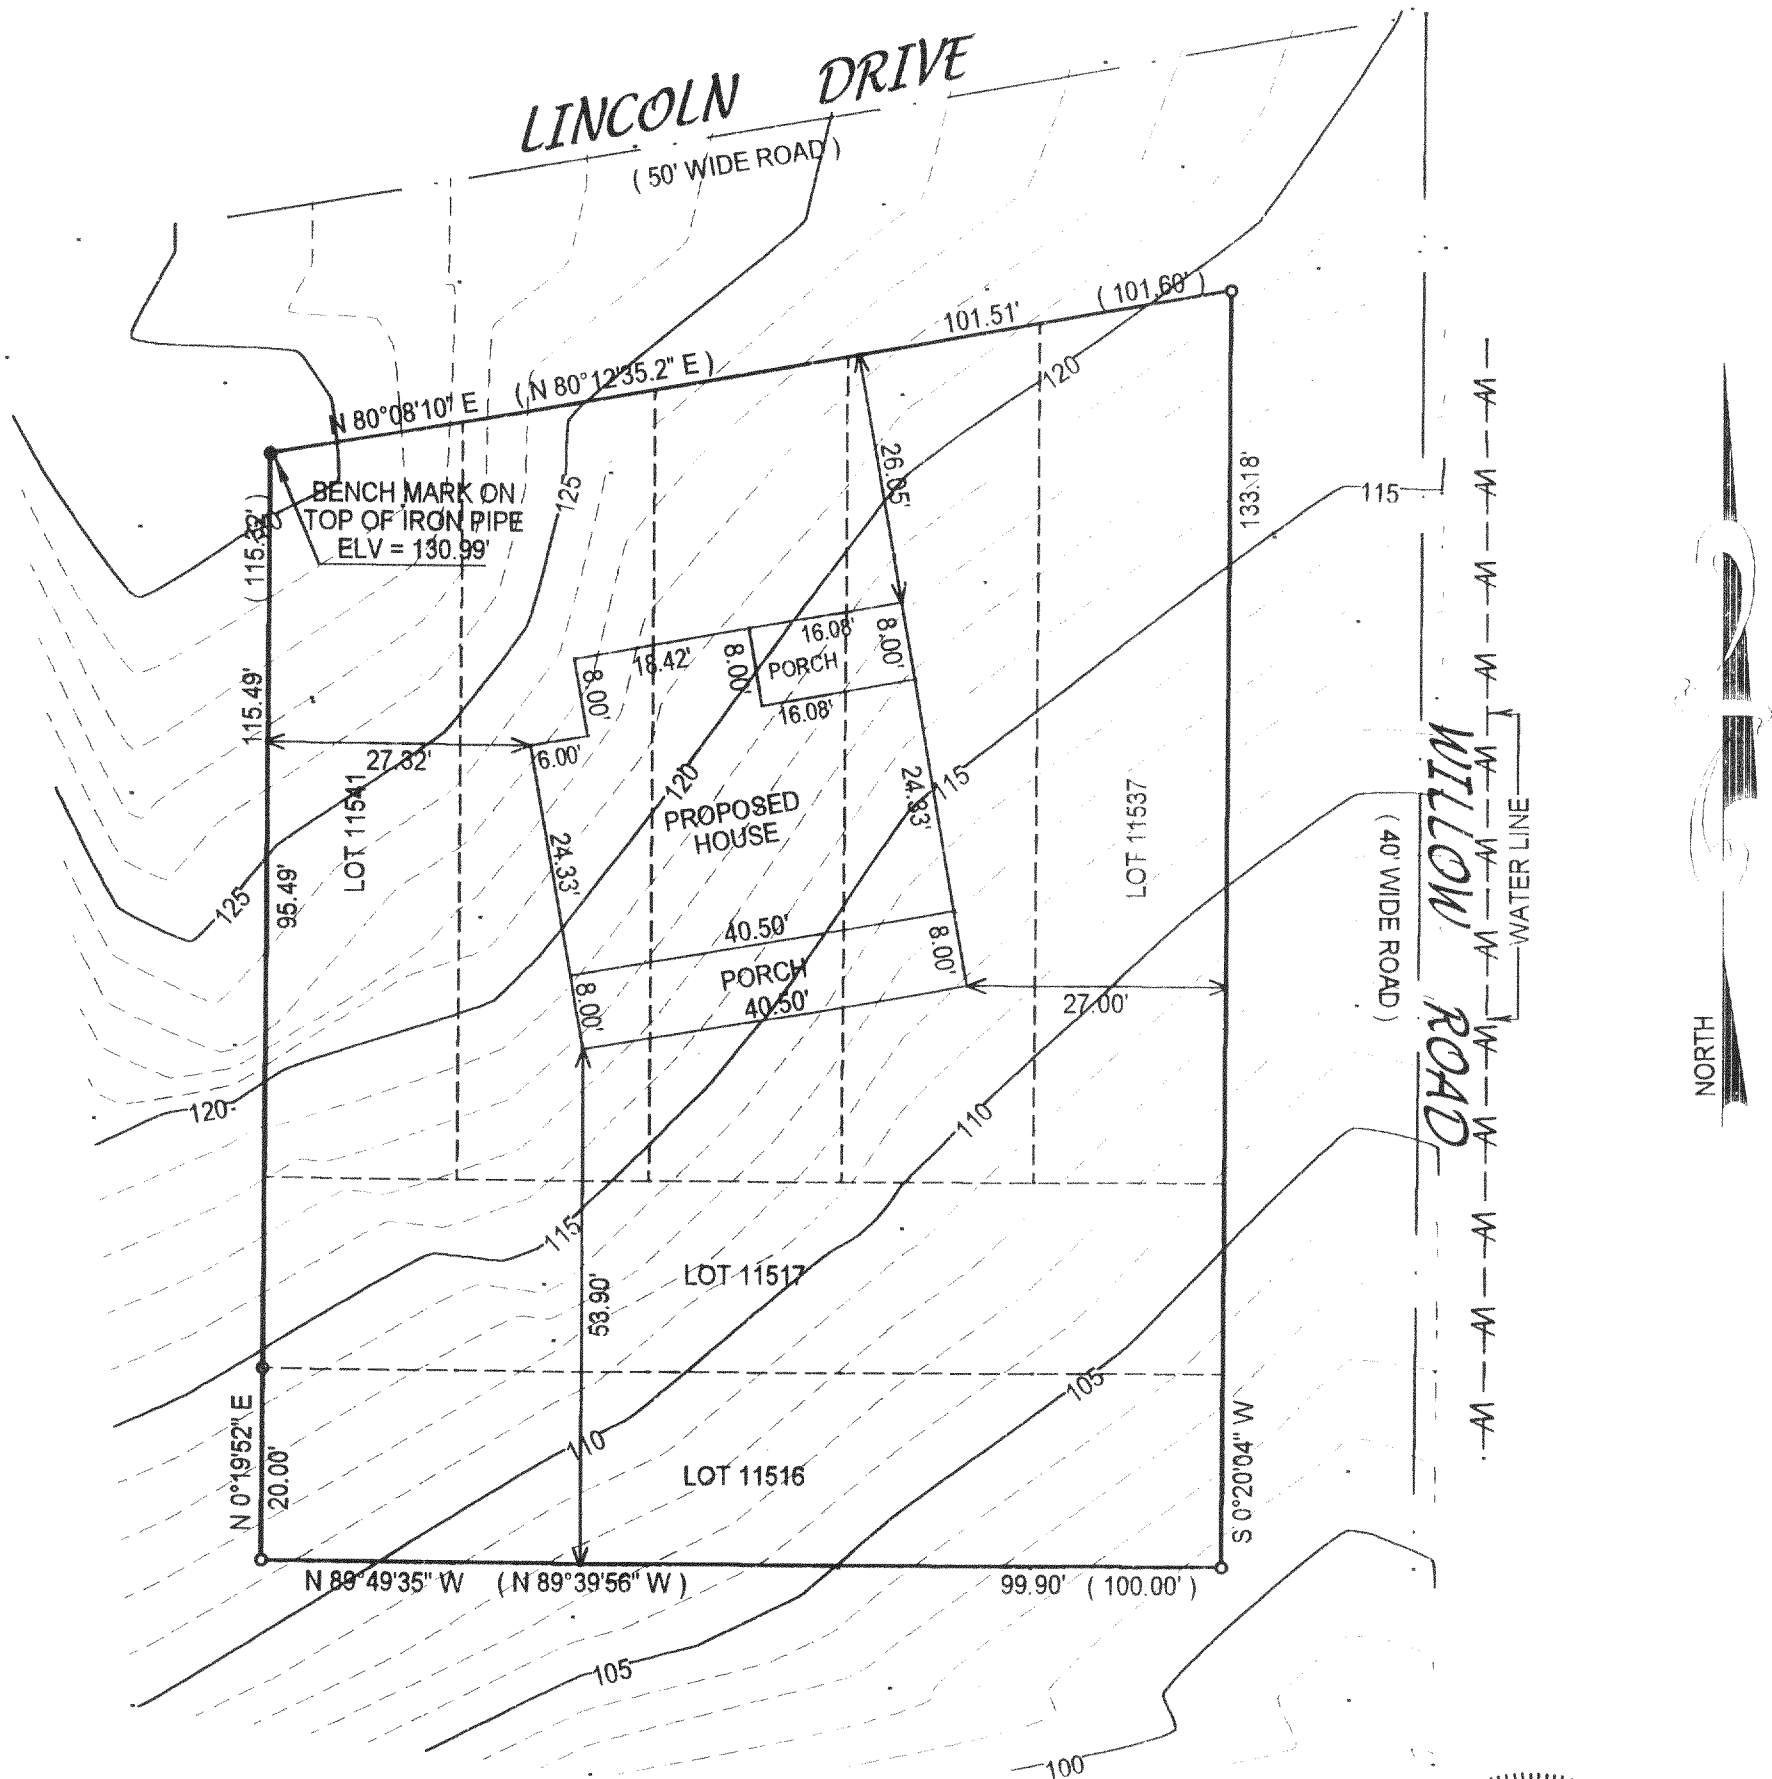 LINCOLN DRIVE
( 50' WIDE ROAD )
101.51' ( 101.60' )
N 80°08'10" E ( N 80°12'35.2" E )
BENCH MARK ON
TOP OF IRON PIPE
ELV = 130.99'
120
125
26.05'
115
133.18'
115.49'
18.42'
8.00'
8.00'
16.08'
PORCH
8.00'
16.08'
27.32'
6.00'
LOT 11541
120
PROPOSED
HOUSE
24.33'
24.33'
115
LOT 11537
125
95.49'
40.50'
PORCH
40.50'
8.00'
8.00'
27.00'
WILLOW ROAD
( 40' WIDE ROAD )
W
W
W
W
W
W
W
W
W
W
W
W
WATER LINE
NORTH
120
110
115
LOT 11517
53.90'
105
110
LOT 11516
N 0°19'52" E
20.00'
S 0°20'04" W
N 89°49'35" W ( N 89°39'56" W )
99.90' ( 100.00' )
105
100